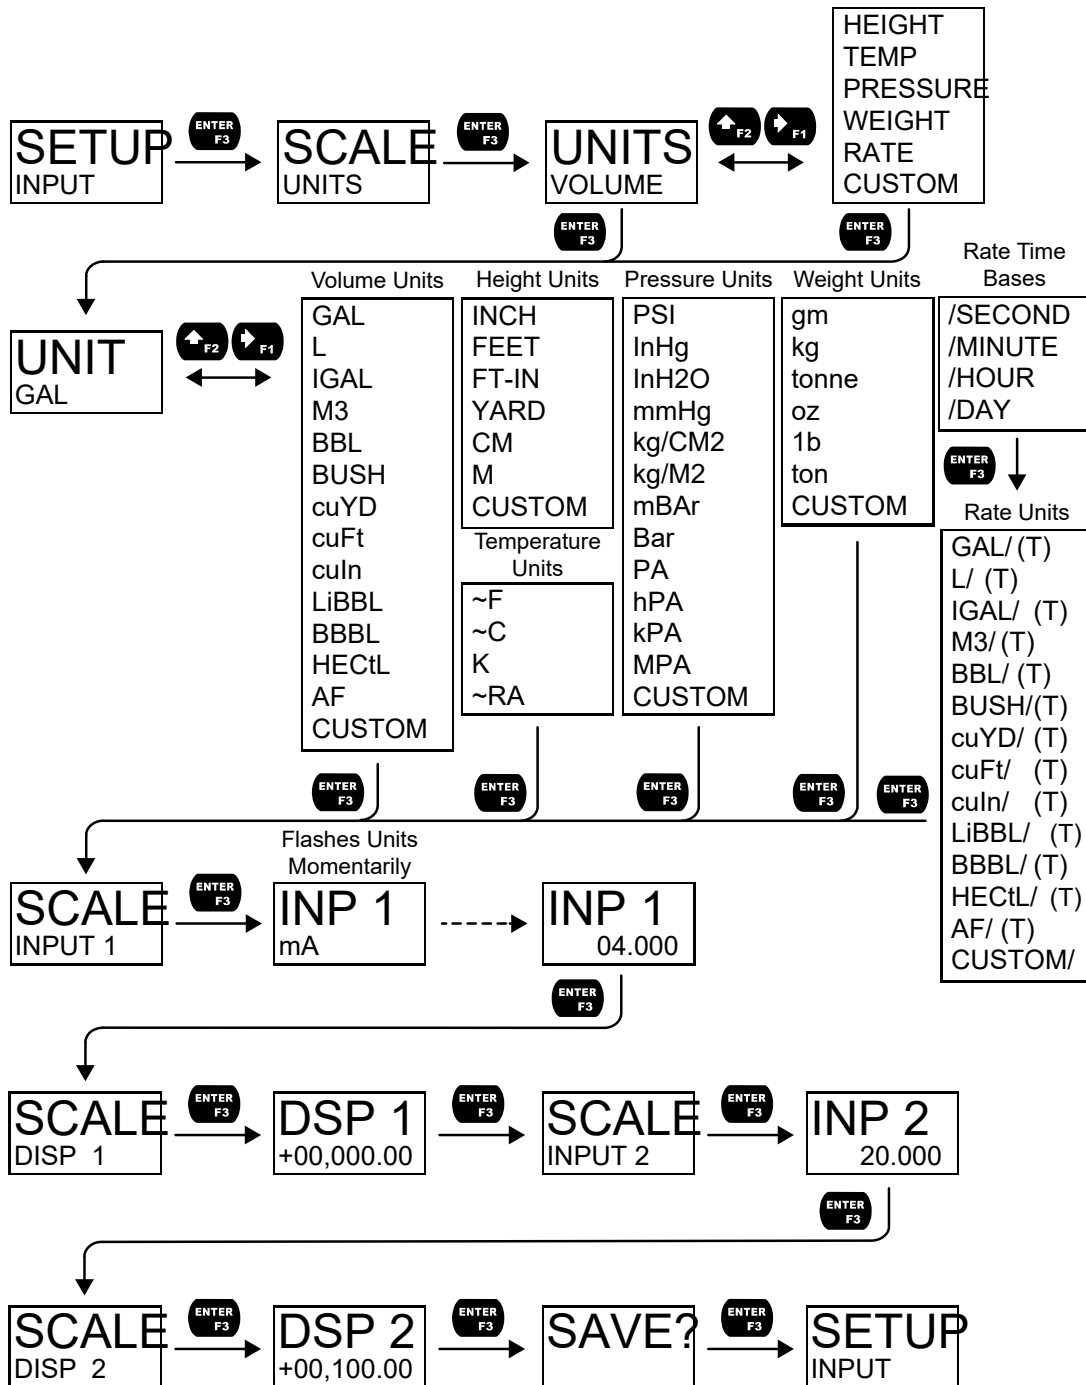 HEIGHT
TEMP
PRESSURE
WEIGHT
RATE
CUSTOM
SETUP
INPUT
ENTER
F3
SCALE
UNITS
ENTER
F3
UNITS
VOLUME
F2
F1
ENTER
F3
ENTER
F3
UNIT
GAL
F2
F1
Volume Units
GAL
L
IGAL
M3
BBL
BUSH
cuYD
cuFt
cuIn
LiBBL
BBBL
HECtL
AF
CUSTOM
Height Units
INCH
FEET
FT-IN
YARD
CM
M
CUSTOM
Temperature
Units
~F
~C
K
~RA
Pressure Units
PSI
InHg
InH2O
mmHg
kg/CM2
kg/M2
mBAr
Bar
PA
hPA
kPA
MPA
CUSTOM
Weight Units
gm
kg
tonne
oz
1b
ton
CUSTOM
Rate Time
Bases
/SECOND
/MINUTE
/HOUR
/DAY
ENTER
F3
Rate Units
GAL/ (T)
L/ (T)
IGAL/ (T)
M3/ (T)
BBL/ (T)
BUSH/(T)
cuYD/ (T)
cuFt/ (T)
cuIn/ (T)
LiBBL/ (T)
BBBL/ (T)
HECtL/ (T)
AF/ (T)
CUSTOM/
ENTER
F3
ENTER
F3
ENTER
F3
ENTER
F3
ENTER
F3
SCALE
INPUT 1
ENTER
F3
Flashes Units
Momentarily
INP 1
mA
INP 1
04.000
ENTER
F3
SCALE
DISP 1
ENTER
F3
DSP 1
+00,000.00
ENTER
F3
SCALE
INPUT 2
ENTER
F3
INP 2
20.000
ENTER
F3
SCALE
DISP 2
ENTER
F3
DSP 2
+00,100.00
ENTER
F3
SAVE?
ENTER
F3
SETUP
INPUT